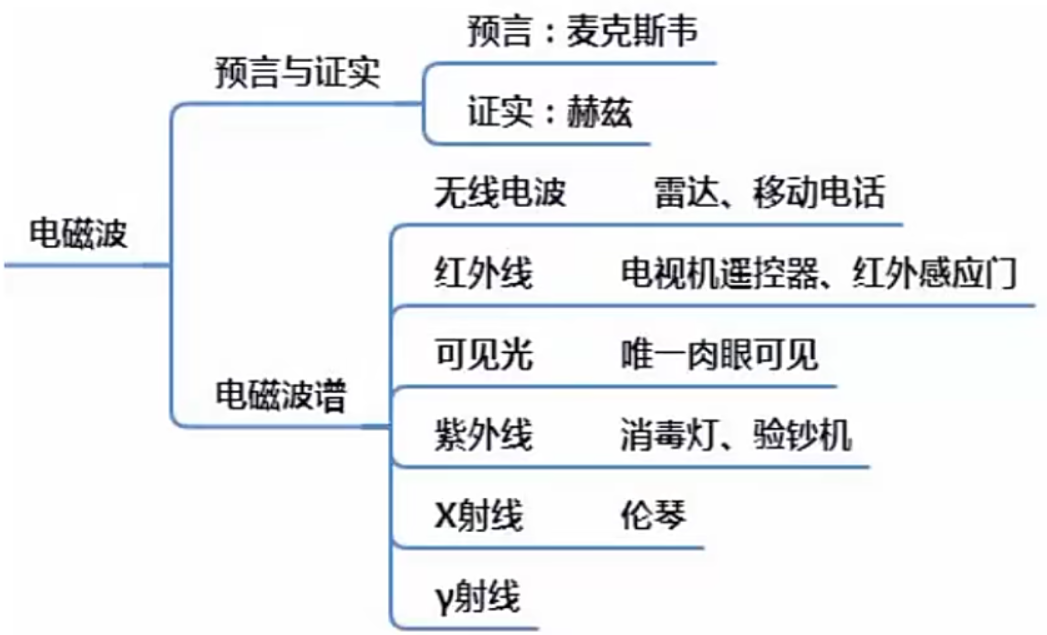 预言：麦克斯韦
预言与证实
证实：赫兹
无线电波 雷达、移动电话
电磁波
红外线 电视机遥控器、红外感应门
可见光 唯一肉眼可见
电磁波谱
紫外线 消毒灯、验钞机
X射线 伦琴
γ射线